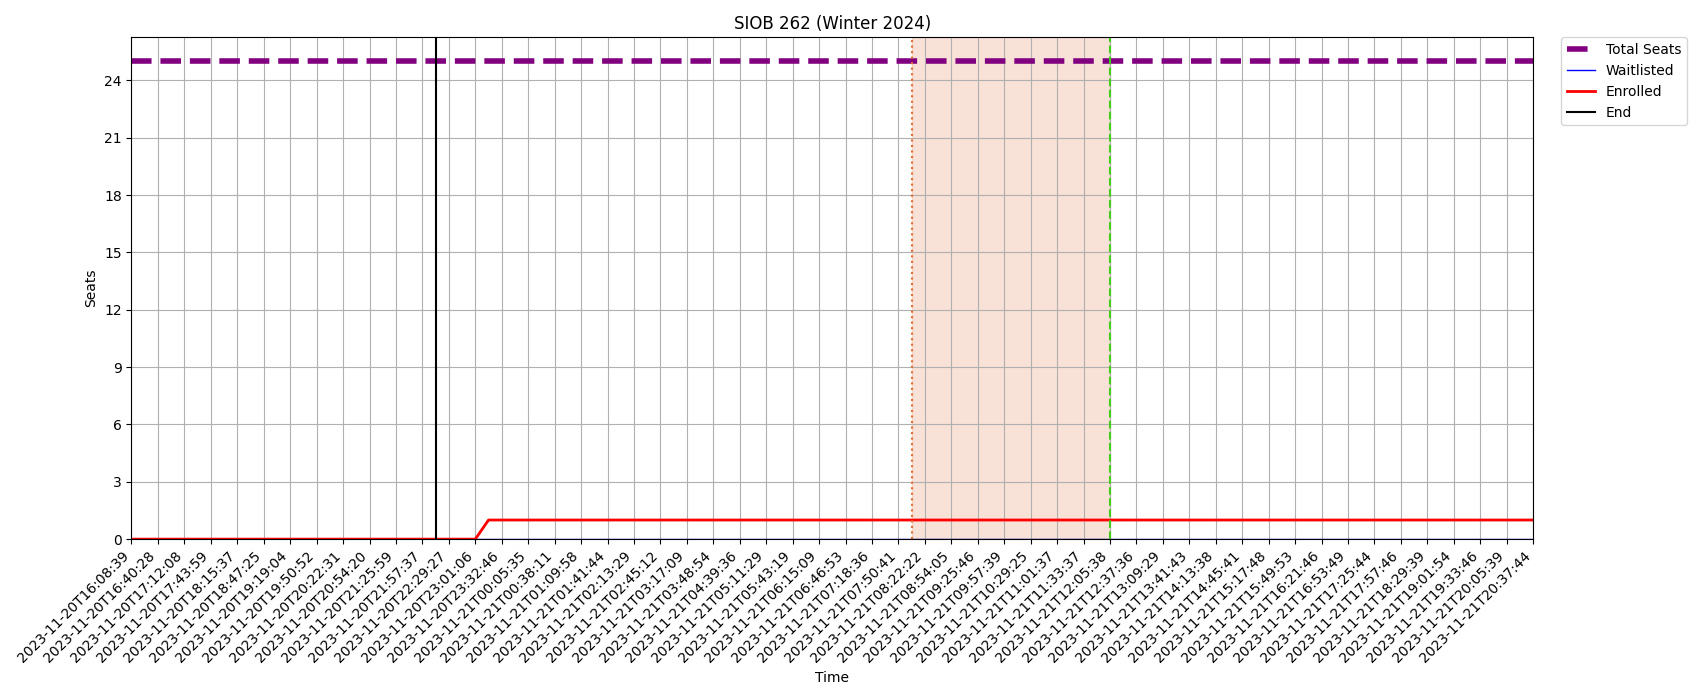 SIOB 262 (Winter 2024)
Total Seats
Waitlisted
Enrolled
End
24
21
18
15
12
9
6
3
0
Seats
2023-11-20T16:08:39
2023-11-20T16:40:28
2023-11-20T17:12:08
2023-11-20T17:43:59
2023-11-20T18:15:37
2023-11-20T18:47:25
2023-11-20T19:19:04
2023-11-20T19:50:52
2023-11-20T20:22:31
2023-11-20T20:54:20
2023-11-20T21:25:59
2023-11-20T21:57:37
2023-11-20T22:29:27
2023-11-20T23:01:06
2023-11-20T23:32:46
2023-11-21T00:05:35
2023-11-21T00:38:11
2023-11-21T01:09:58
2023-11-21T01:41:44
2023-11-21T02:13:29
2023-11-21T02:45:12
2023-11-21T03:17:09
2023-11-21T03:48:54
2023-11-21T04:39:36
2023-11-21T05:11:29
2023-11-21T05:43:19
2023-11-21T06:15:09
2023-11-21T06:46:53
2023-11-21T07:18:36
2023-11-21T07:50:41
2023-11-21T08:22:22
2023-11-21T08:54:05
2023-11-21T09:25:46
2023-11-21T09:57:39
2023-11-21T10:29:25
2023-11-21T11:01:37
2023-11-21T11:33:37
2023-11-21T12:05:38
2023-11-21T12:37:36
2023-11-21T13:09:29
2023-11-21T13:41:43
2023-11-21T14:13:38
2023-11-21T14:45:41
2023-11-21T15:17:48
2023-11-21T15:49:53
2023-11-21T16:21:46
2023-11-21T16:53:49
2023-11-21T17:25:44
2023-11-21T17:57:46
2023-11-21T18:29:39
2023-11-21T19:01:54
2023-11-21T19:33:46
2023-11-21T20:05:39
2023-11-21T20:37:44
Time